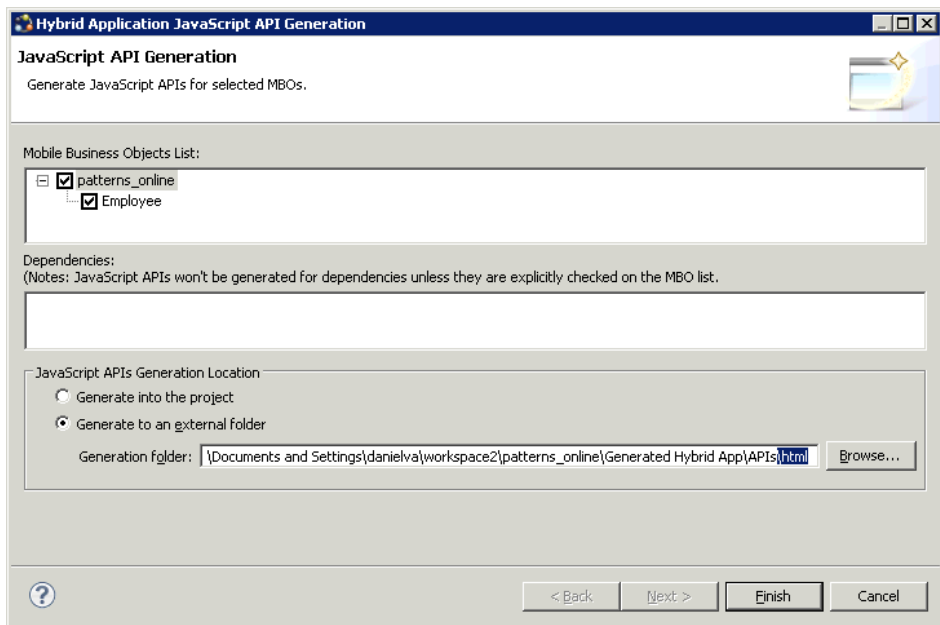 Hybrid Application JavaScript API Generation
JavaScript API Generation
Generate JavaScript APIs for selected MBOs.
Mobile Business Objects List:
patterns_online
Employee
Dependencies:
(Notes: JavaScript APIs won't be generated for dependencies unless they are explicitly checked on the MBO list.
JavaScript APIs Generation Location
Generate into the project
Generate to an external folder
Generation folder: \Documents and Settings\danielva\workspace2\patterns_online\Generated Hybrid App\APIs\html Browse...
? < Back Next > Finish Cancel